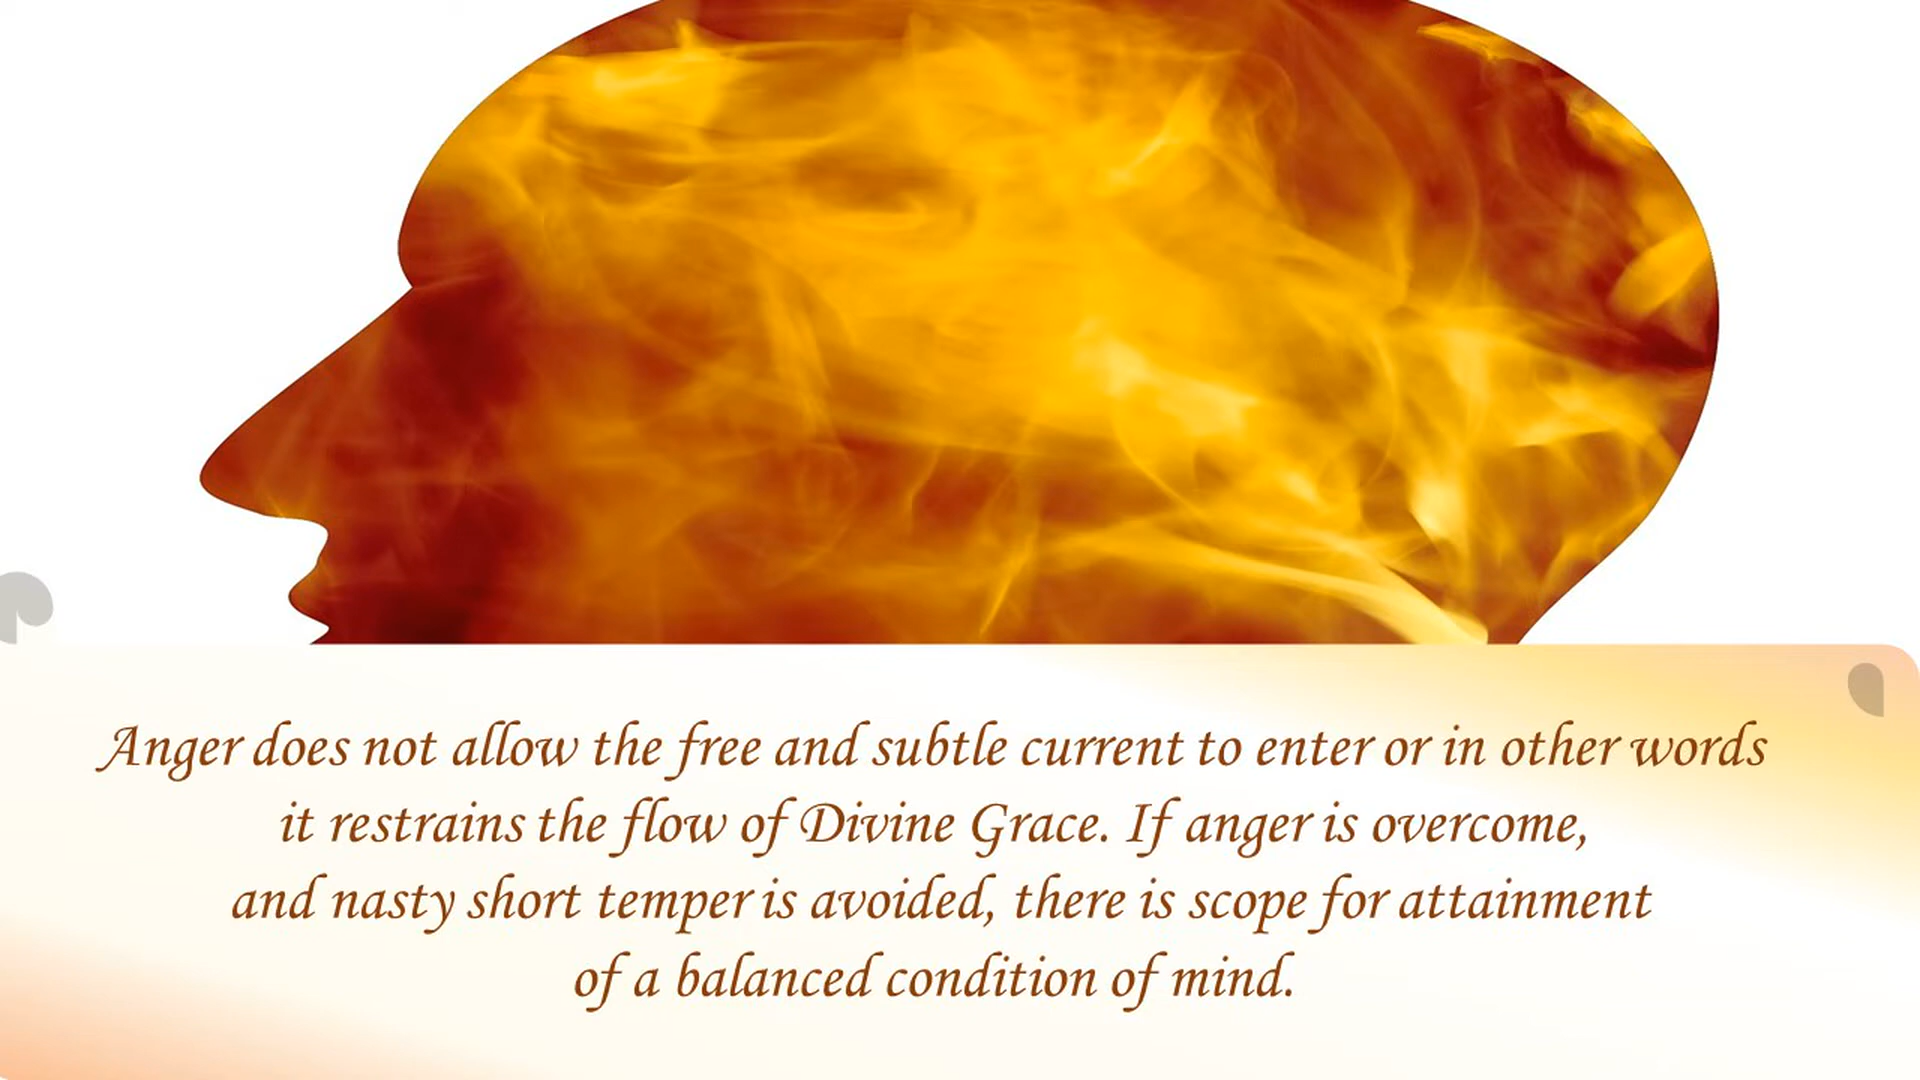 Anger does not allow the free and subtle current to enter or in other words
it restrains the flow of Divine Grace. If anger is overcome,
and nasty short temper is avoided, there is scope for attainment
of a balanced condition of mind.